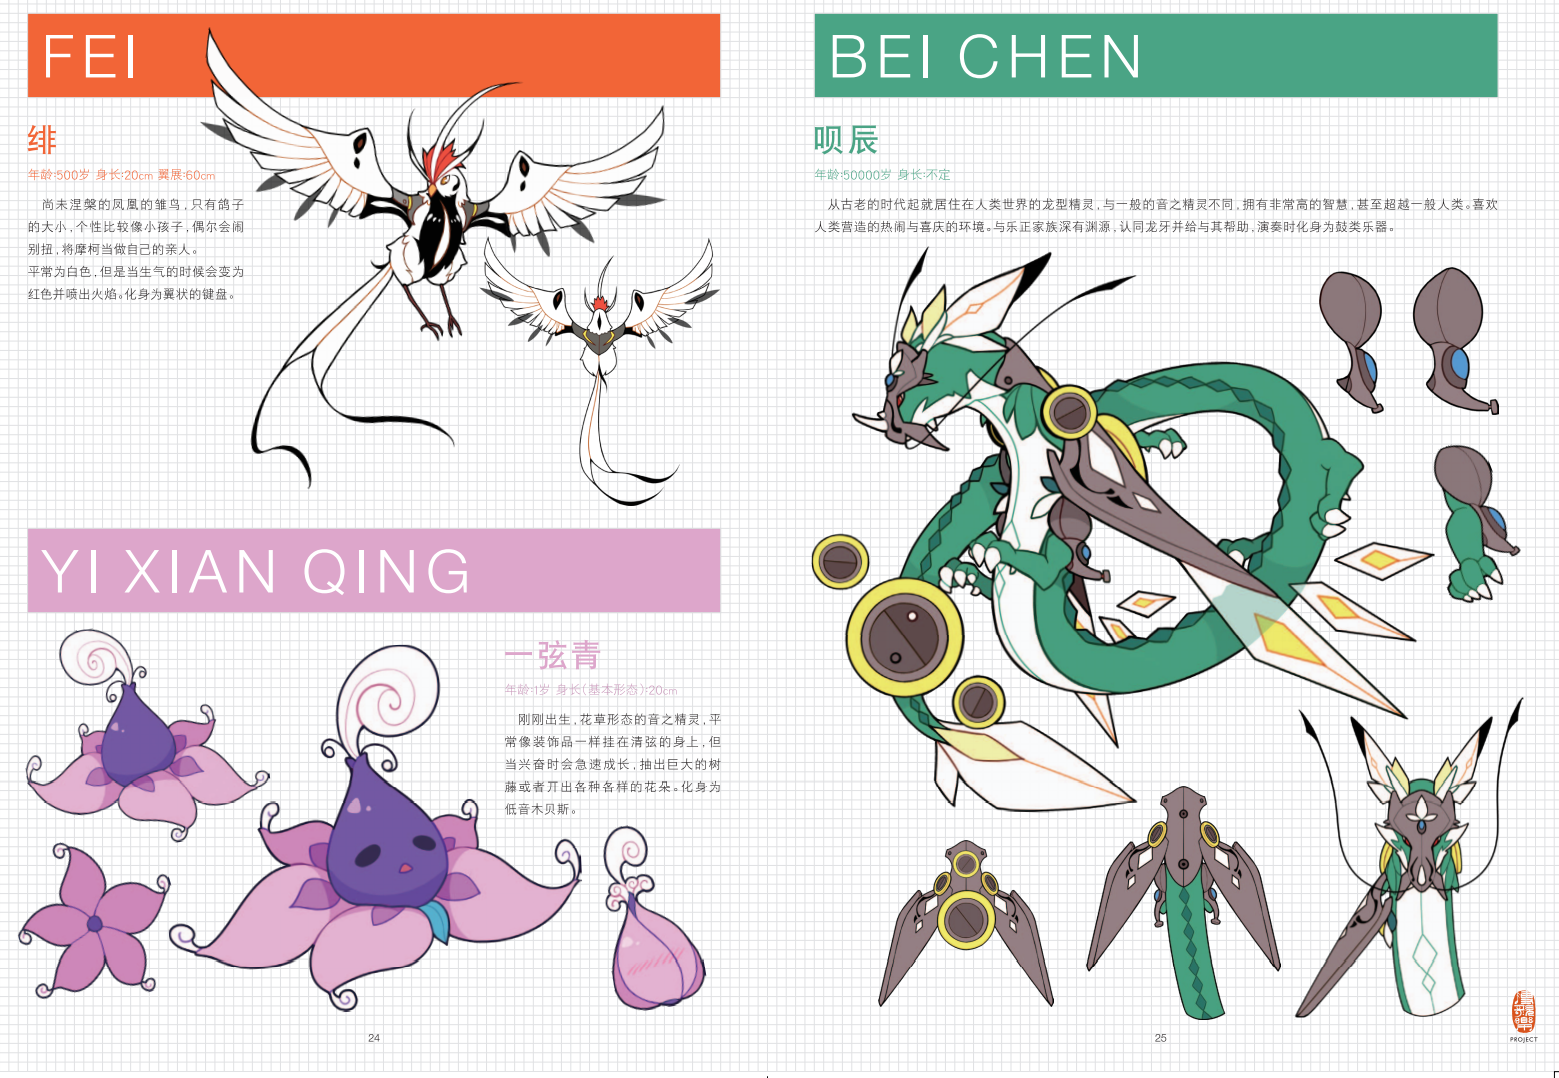 FEI
绯
年龄:500岁 身长:20cm 翼展:60cm
尚未涅槃的凤凰的雏鸟,只有鸽子
的大小,个性比较像小孩子,偶尔会闹
别扭,将摩柯当做自己的亲人。
平常为白色,但是当生气的时候会变为
红色并喷出火焰。化身为翼状的键盘。
YI XIAN QING
一弦青
年龄:1岁 身长(基本形态):20cm
刚刚出生,花草形态的音之精灵,平
常像装饰品一样挂在清弦的身上,但
当兴奋时会急速成长,抽出巨大的树
藤或者开出各种各样的花朵。化身为
低音木贝斯。
24
BEI CHEN
呗辰
年龄:50000岁 身长:不定
从古老的时代起就居住在人类世界的龙型精灵,与一般的音之精灵不同,拥有非常高的智慧,甚至超越一般人类。喜欢
人类营造的热闹与喜庆的环境。与乐正家族深有渊源,认同龙牙并给与其帮助,演奏时化身为鼓类乐器。
25
PROJECT